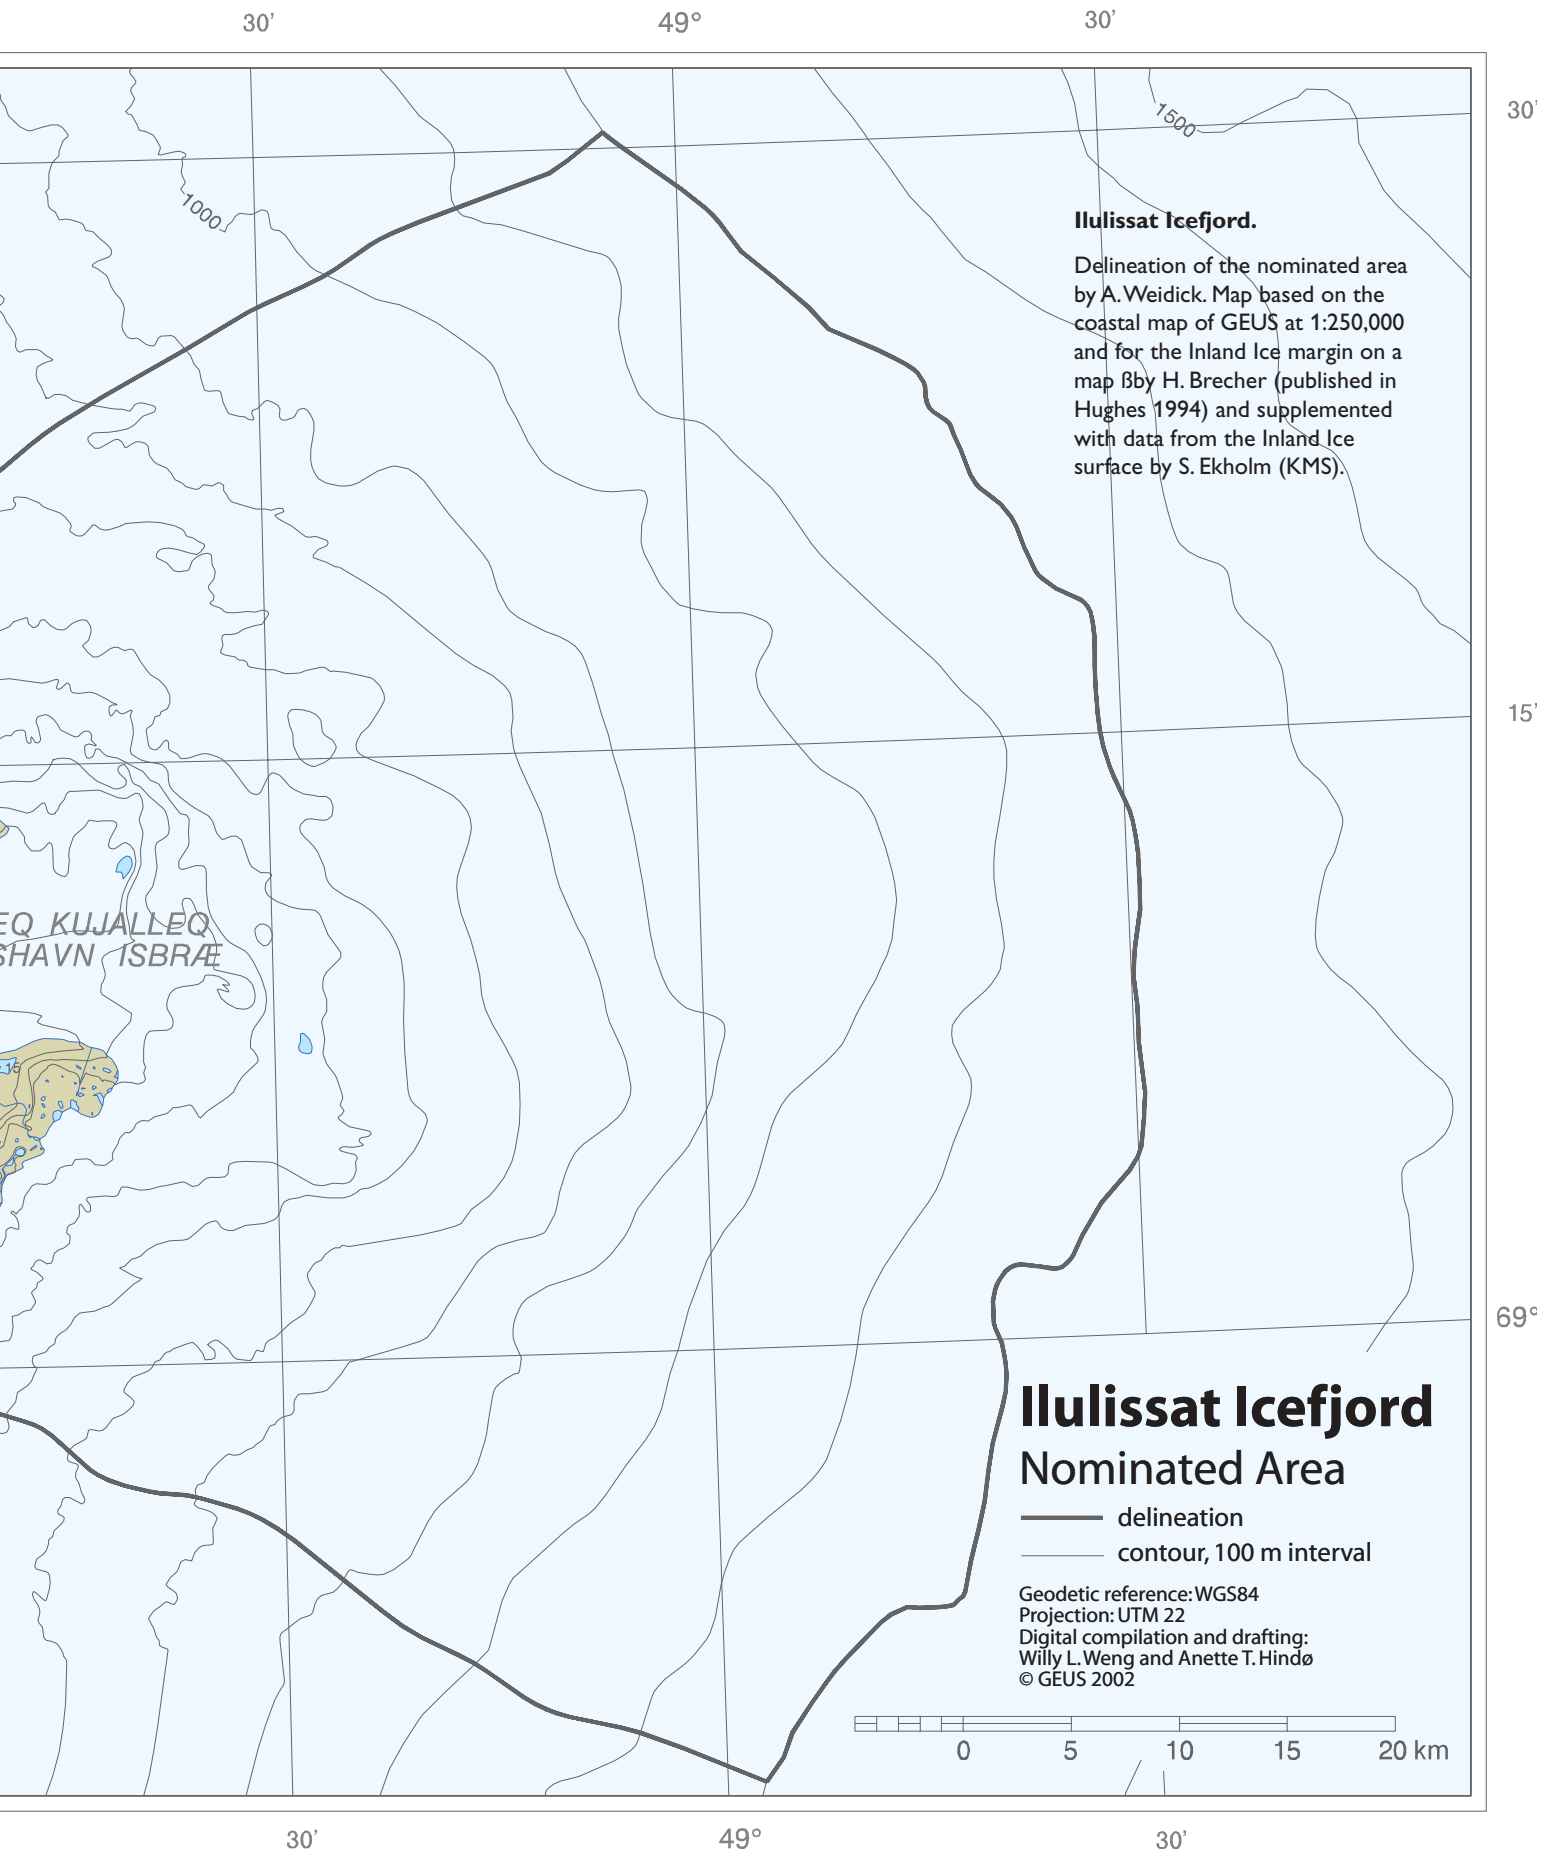 30'
49°
30'
30'
1500
1000
Ilulissat Icefjord.
Delineation of the nominated area
by A. Weidick. Map based on the
coastal map of GEUS at 1:250,000
and for the Inland Ice margin on a
map ßby H. Brecher (published in
Hughes 1994) and supplemented
with data from the Inland Ice
surface by S. Ekholm (KMS).
15'
EQ KUJALLEQ
SHAVN ISBRÆ
15
69°
Ilulissat Icefjord
Nominated Area
delineation
contour, 100 m interval
Geodetic reference: WGS84
Projection: UTM 22
Digital compilation and drafting:
Willy L. Weng and Anette T. Hindø
© GEUS 2002
0 5 10 15 20 km
30'
49°
30'